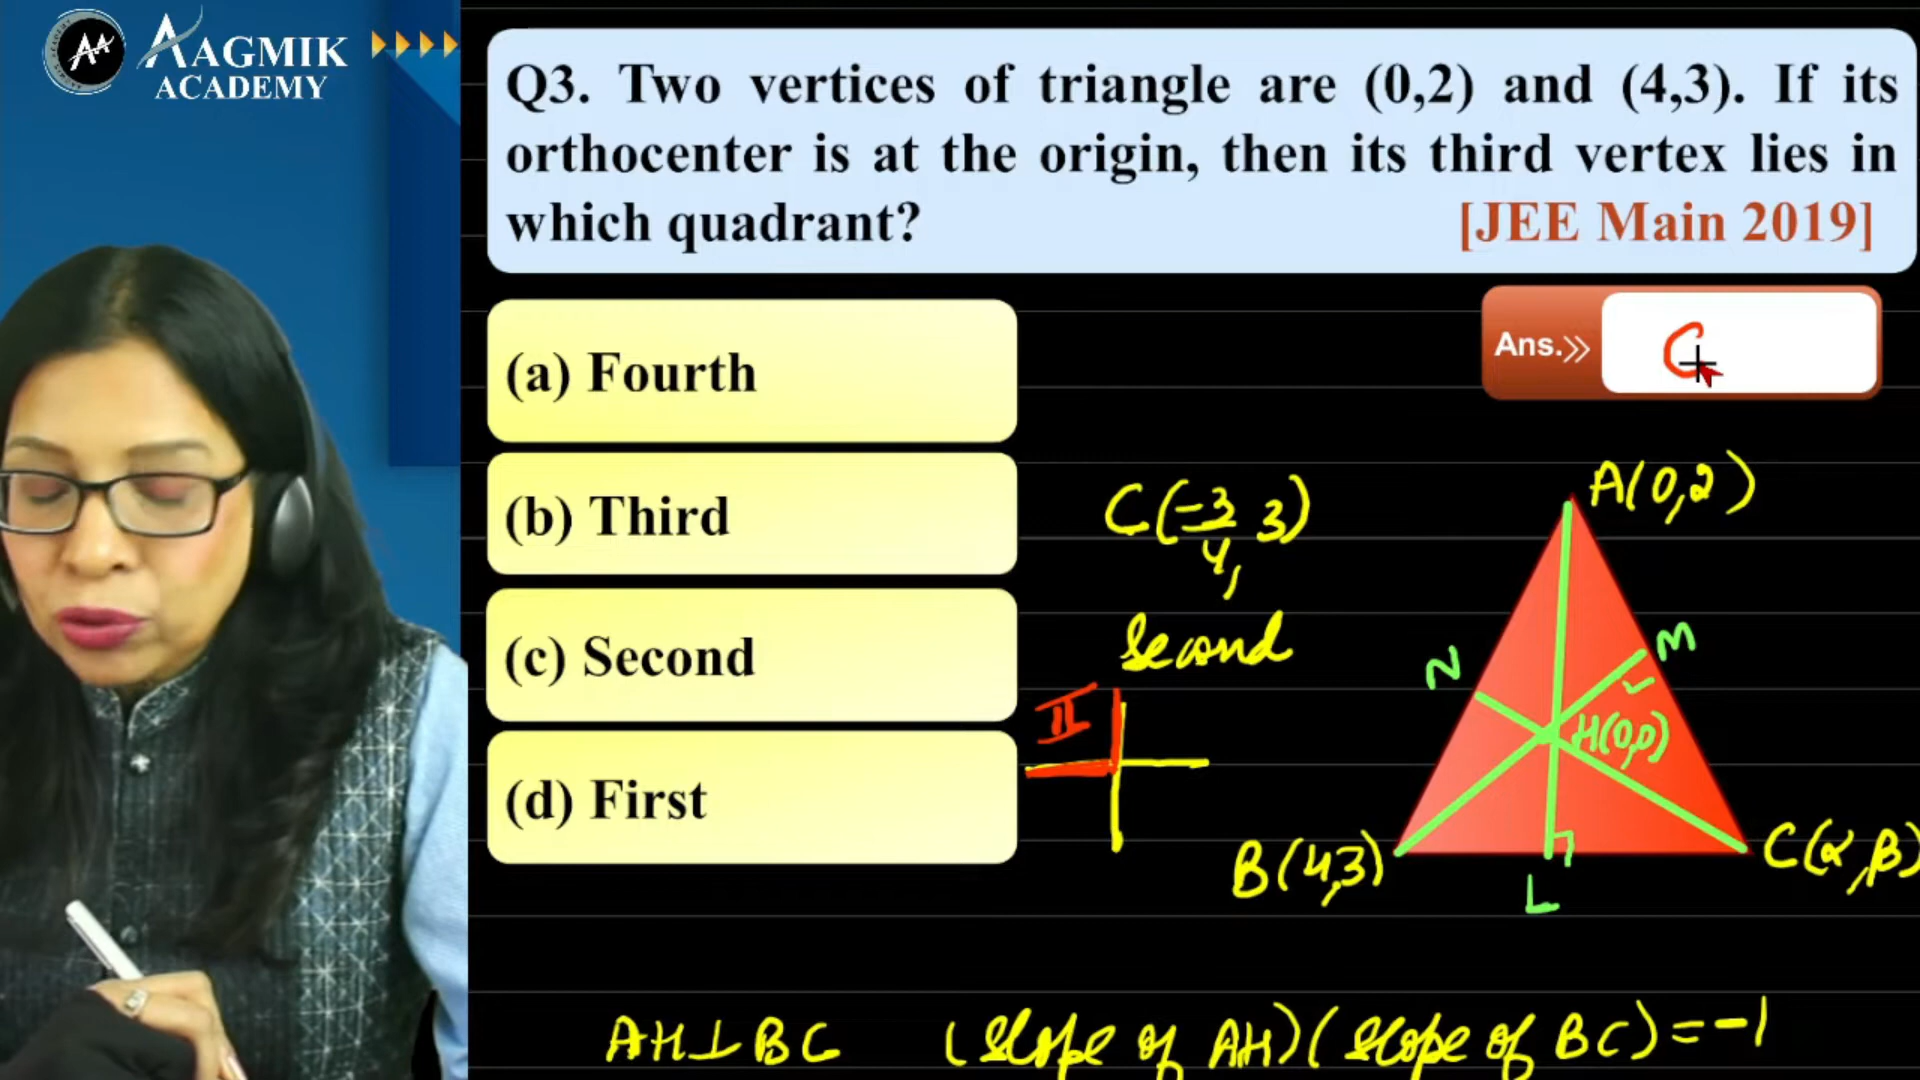 AAGMIK
ACADEMY
Q3. Two vertices of triangle are (0,2) and (4,3). If its
orthocenter is at the origin, then its third vertex lies in
which quadrant? [JEE Main 2019]
Ans.>> C
(a) Fourth
(b) Third
(c) Second
(d) First
C(-3/4, 3)
Second
II
A(0,2)
N
M
H(0,0)
B(4,3)
L
C(α,β)
AH⊥BC (Slope of AH)(Slope of BC)=-1